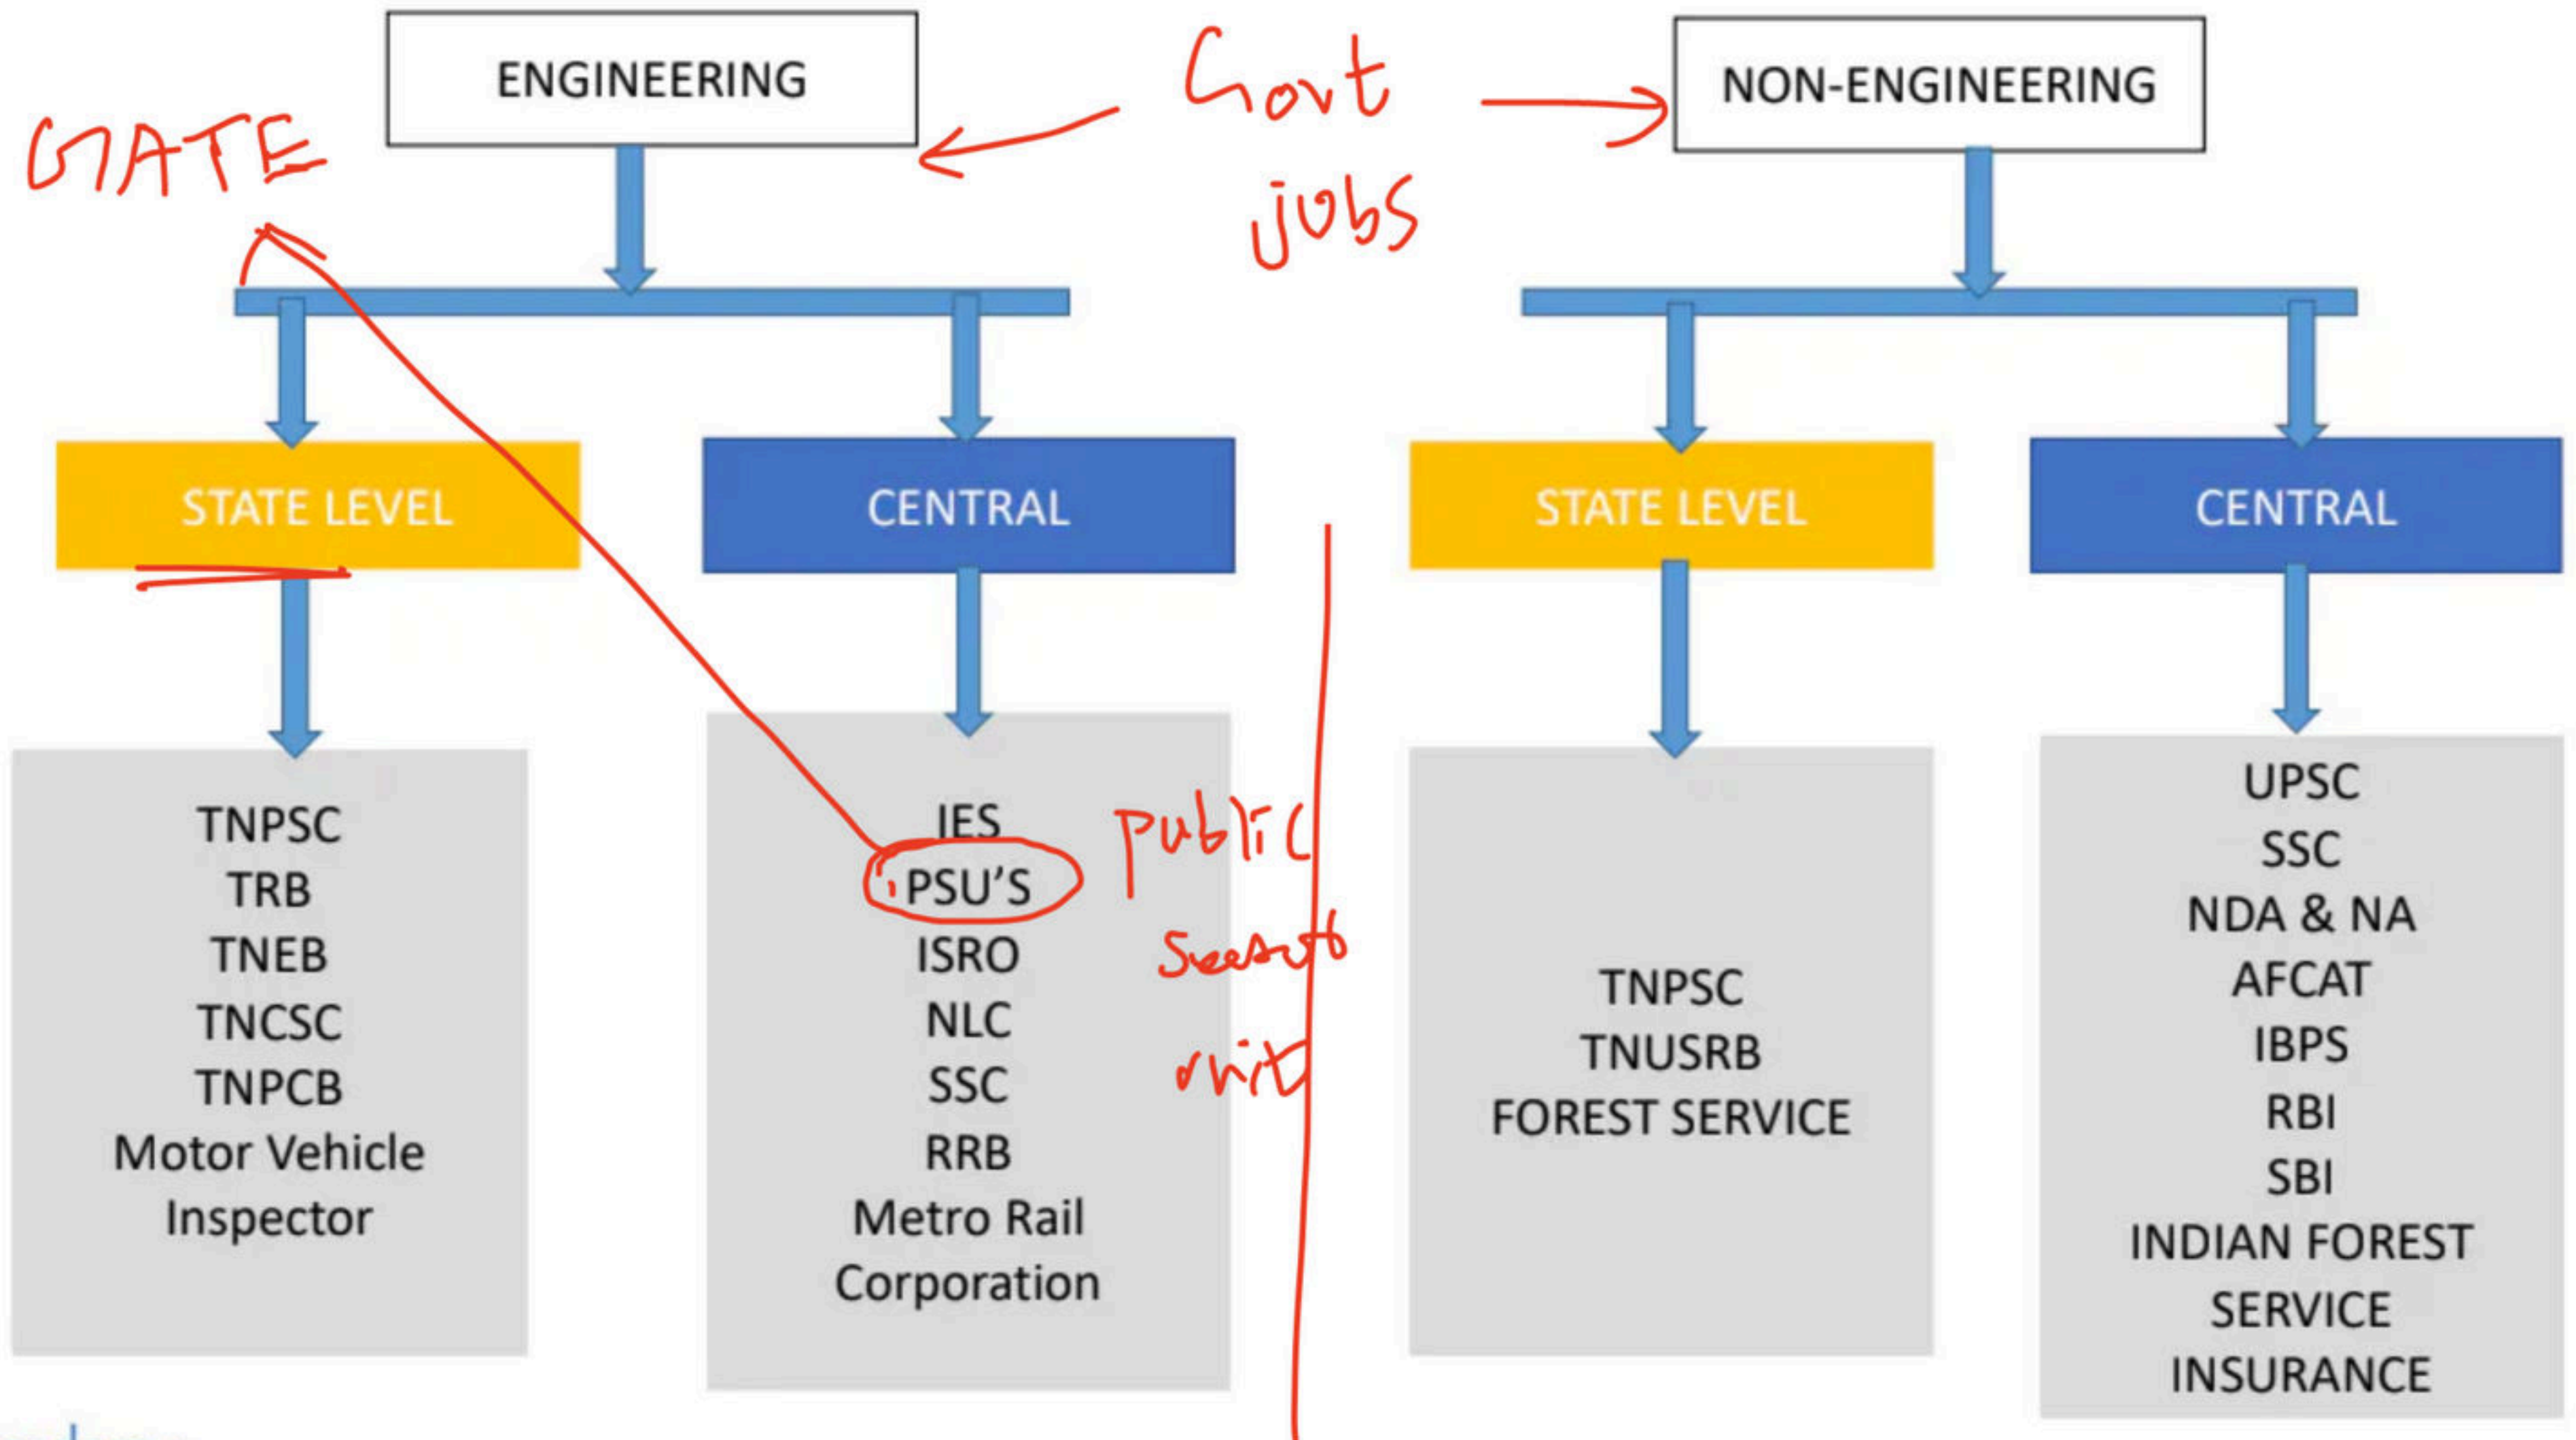 ENGINEERING
Govt
jobs
NON-ENGINEERING
GATE
STATE LEVEL
CENTRAL
STATE LEVEL
CENTRAL
TNPSC
TRB
TNEB
TNCSC
TNPCB
Motor Vehicle
Inspector
IES
PSU'S
ISRO
NLC
SSC
RRB
Metro Rail
Corporation
public
unit
TNPSC
TNUSRB
FOREST SERVICE
UPSC
SSC
NDA & NA
AFCAT
IBPS
RBI
SBI
INDIAN FOREST
SERVICE
INSURANCE